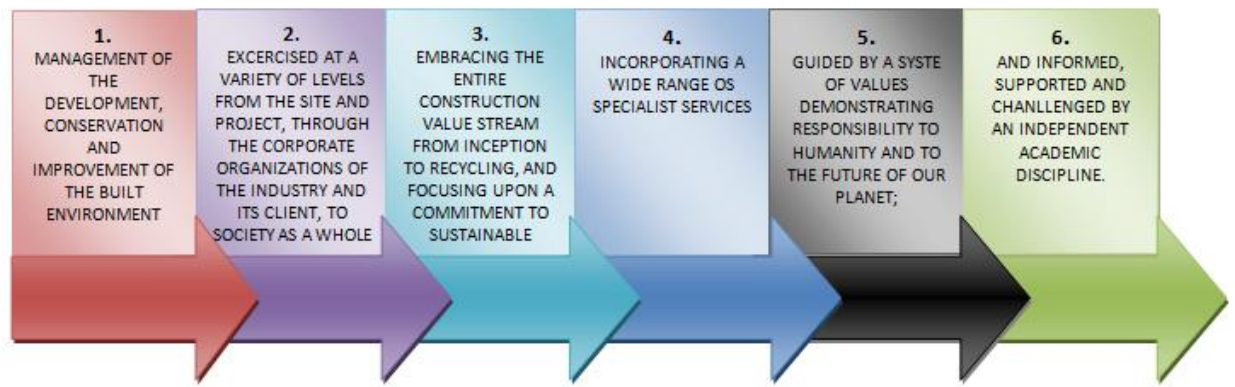 1.
MANAGEMENT OF
THE
DEVELOPMENT,
CONSERVATION
AND
IMPROVEMENT OF
THE BUILT
ENVIRONMENT
2.
EXCERCISED AT A
VARIETY OF LEVELS
FROM THE SITE AND
PROJECT, THROUGH
THE CORPORATE
ORGANIZATIONS OF
THE INDUSTRY AND
ITS CLIENT, TO
SOCIETY AS A WHOLE
3.
EMBRACING THE
ENTIRE
CONSTRUCTION
VALUE STREAM
FROM INCEPTION
TO RECYCLING, AND
FOCUSING UPON A
COMMITMENT TO
SUSTAINABLE
4.
INCORPORATING A
WIDE RANGE OS
SPECIALIST SERVICES
5.
GUIDED BY A SYSTE
OF VALUES
DEMONSTRATING
RESPONSIBILITY TO
HUMANITY AND TO
THE FUTURE OF OUR
PLANET;
6.
AND INFORMED,
SUPPORTED AND
CHANLLENGED BY
AN INDEPENDENT
ACADEMIC
DISCIPLINE.